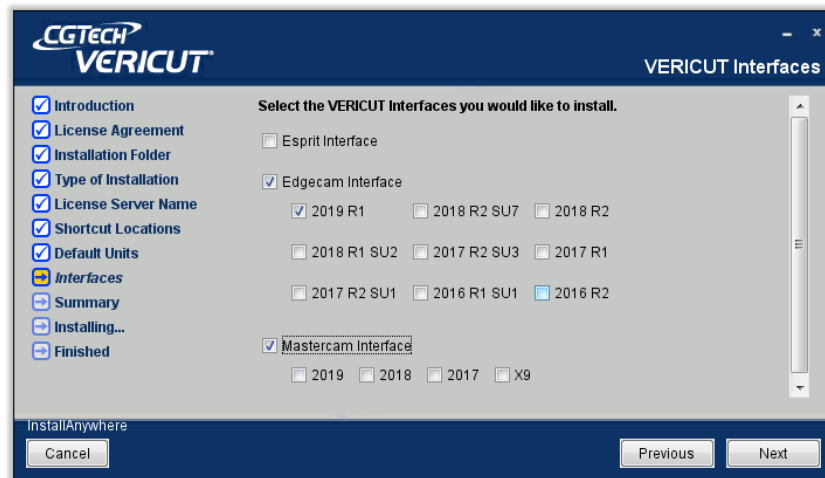 CGTECH
VERICUT®
VERICUT Interfaces
Introduction
License Agreement
Installation Folder
Type of Installation
License Server Name
Shortcut Locations
Default Units
Interfaces
Summary
Installing...
Finished
Select the VERICUT Interfaces you would like to install.
Esprit Interface
Edgecam Interface
2019 R1 2018 R2 SU7 2018 R2
2018 R1 SU2 2017 R2 SU3 2017 R1
2017 R2 SU1 2016 R1 SU1 2016 R2
Mastercam Interface
2019 2018 2017 X9
InstallAnywhere
Cancel Previous Next